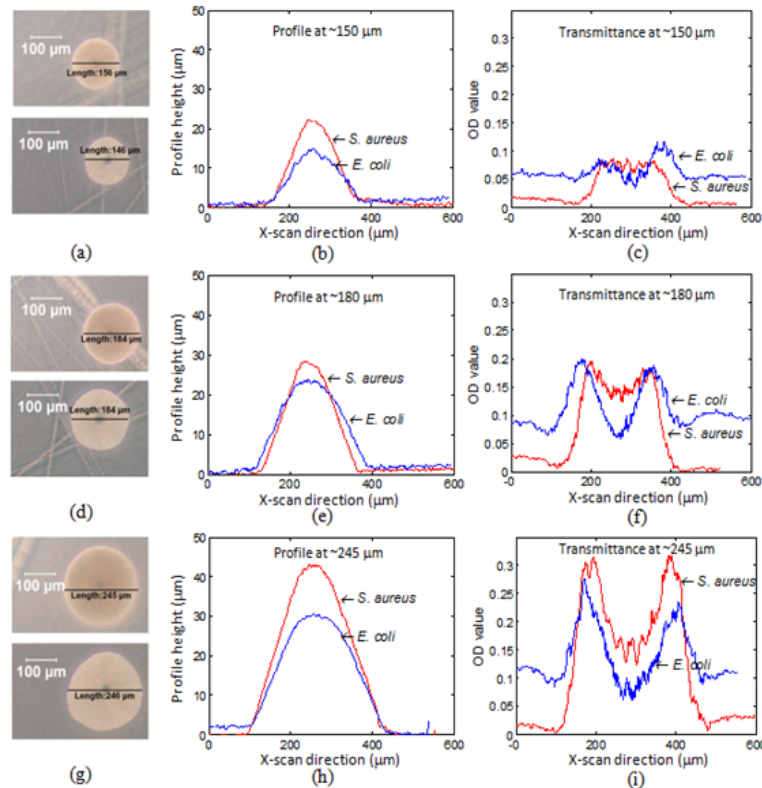 100 µm
Length:156 µm
100 µm
Length:146 µm
(a)
Profile at ~150 µm
Profile height (µm)
50
40
30
20
10
0
S. aureus
E. coli
0 200 400 600
X-scan direction (µm)
(b)
Transmittance at ~150 µm
OD value
0.35
0.3
0.25
0.2
0.15
0.1
0.05
0
E. coli
S. aureus
-0 200 400 600
X-scan direction (µm)
(c)
100 µm
Length:184 µm
100 µm
Length:184 µm
(d)
Profile at ~180 µm
Profile height (µm)
50
40
30
20
10
0
S. aureus
E. coli
0 200 400 600
X-scan direction (µm)
(e)
Transmittance at ~180 µm
OD value
0.35
0.3
0.25
0.2
0.15
0.1
0.05
0
E. coli
S. aureus
-0 200 400 600
X-scan direction (µm)
(f)
100 µm
Length:245 µm
100 µm
Length:246 µm
(g)
Profile at ~245 µm
Profile height (µm)
50
40
30
20
10
0
S. aureus
E. coli
0 200 400 600
X-scan direction (µm)
(h)
Transmittance at ~245 µm
OD value
0.3
0.25
0.2
0.15
0.1
0.05
0
S. aureus
E. coli
-0 200 400 600
X-scan direction (µm)
(i)